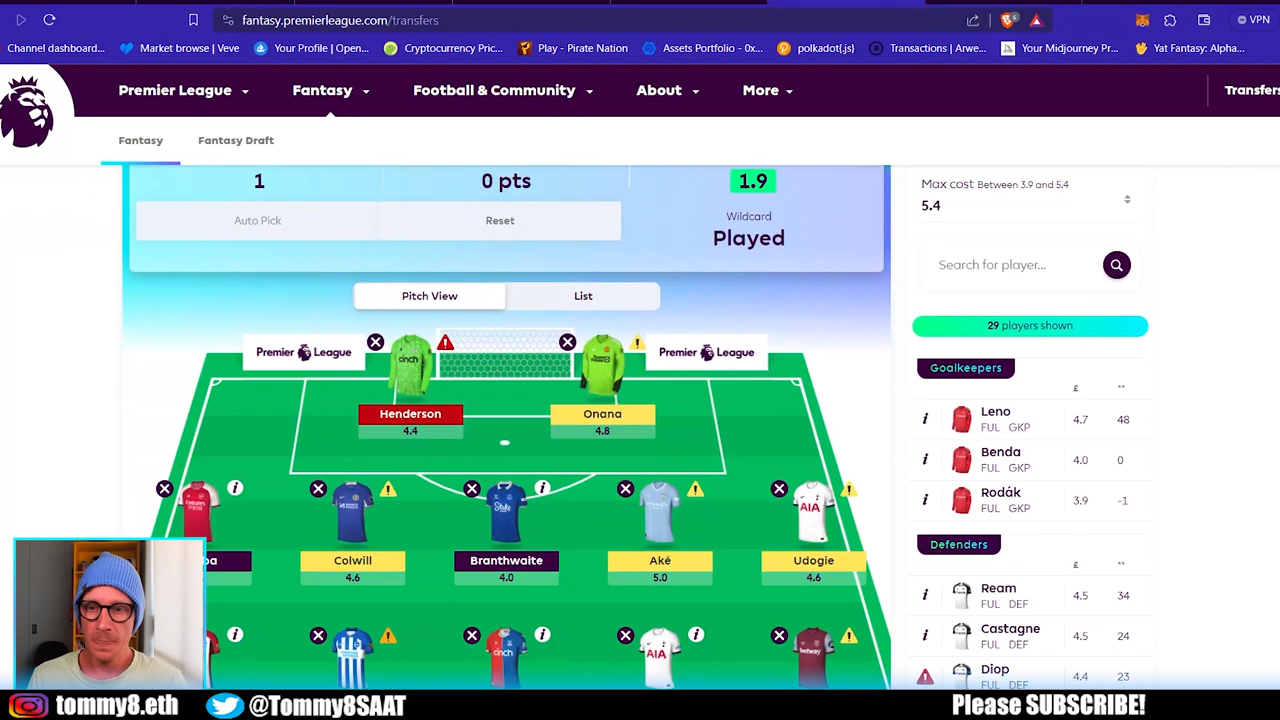 fantasy.premierleague.com/transfers
VPN
Channel dashboard...
Market browse | Veve
Your Profile | Open...
Cryptocurrency Pric...
Play - Pirate Nation
Assets Portfolio - 0x...
polkadot{.js}
Transactions | Arwe...
Your Midjourney Pr...
Yat Fantasy: Alpha...
Premier League
Fantasy
Football & Community
About
More
Transfers
Fantasy
Fantasy Draft
1
0 pts
1.9
Auto Pick
Reset
Wildcard
Played
Max cost Between 3.9 and 5.4
5.4
Search for player...
Pitch View
List
29 players shown
Premier League
Premier League
Henderson
4.4
Onana
4.8
Colwill
4.6
Branthwaite
4.0
Aké
5.0
Udogie
4.6
Goalkeepers
£
**
Leno
FUL GKP
4.7
48
Benda
FUL GKP
4.0
0
Rodák
FUL GKP
3.9
-1
Defenders
£
**
Ream
FUL DEF
4.5
34
Castagne
FUL DEF
4.5
24
Diop
FUL DEF
4.4
23
tommy8.eth
@Tommy8SAAT
Please SUBSCRIBE!